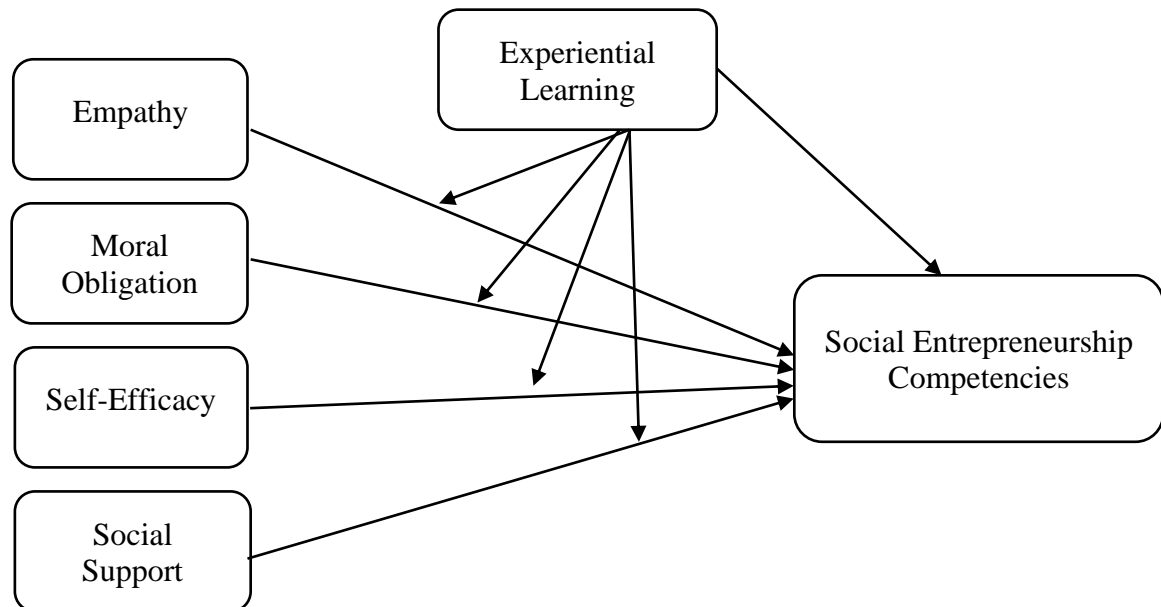 Experiential
Learning
Empathy
Moral
Obligation
Self-Efficacy
Social
Support
Social Entrepreneurship
Competencies